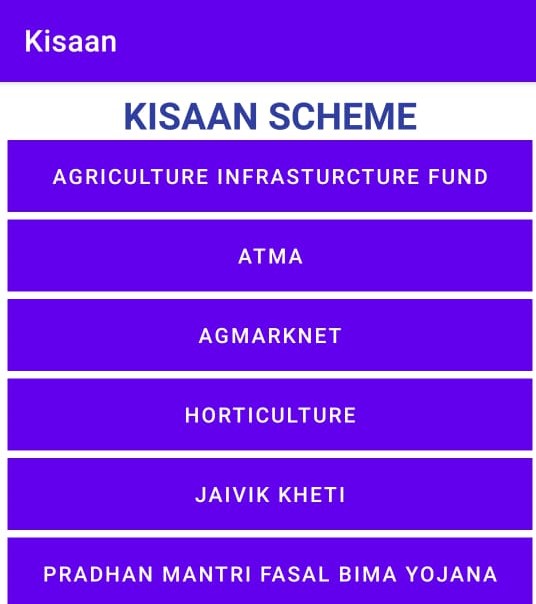 Kisaan
KISAAN SCHEME
AGRICULTURE INFRASTURCTURE FUND
ATMA
AGMARKNET
HORTICULTURE
JAIVIK KHETI
PRADHAN MANTRI FASAL BIMA YOJANA